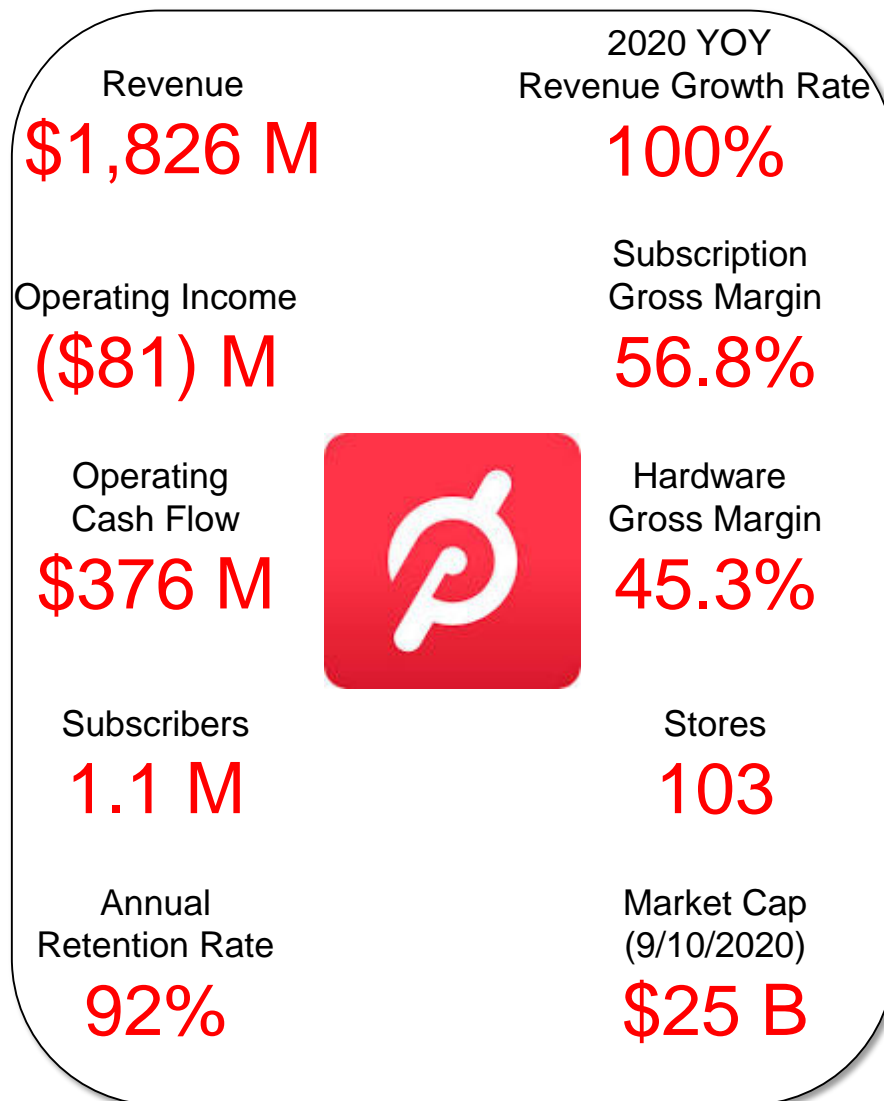 Revenue
$1,826 M
2020 YOY
Revenue Growth Rate
100%
Operating Income
($81) M
Subscription
Gross Margin
56.8%
Operating
Cash Flow
$376 M
Hardware
Gross Margin
45.3%
Subscribers
1.1 M
Stores
103
Annual
Retention Rate
92%
Market Cap
(9/10/2020)
$25 B